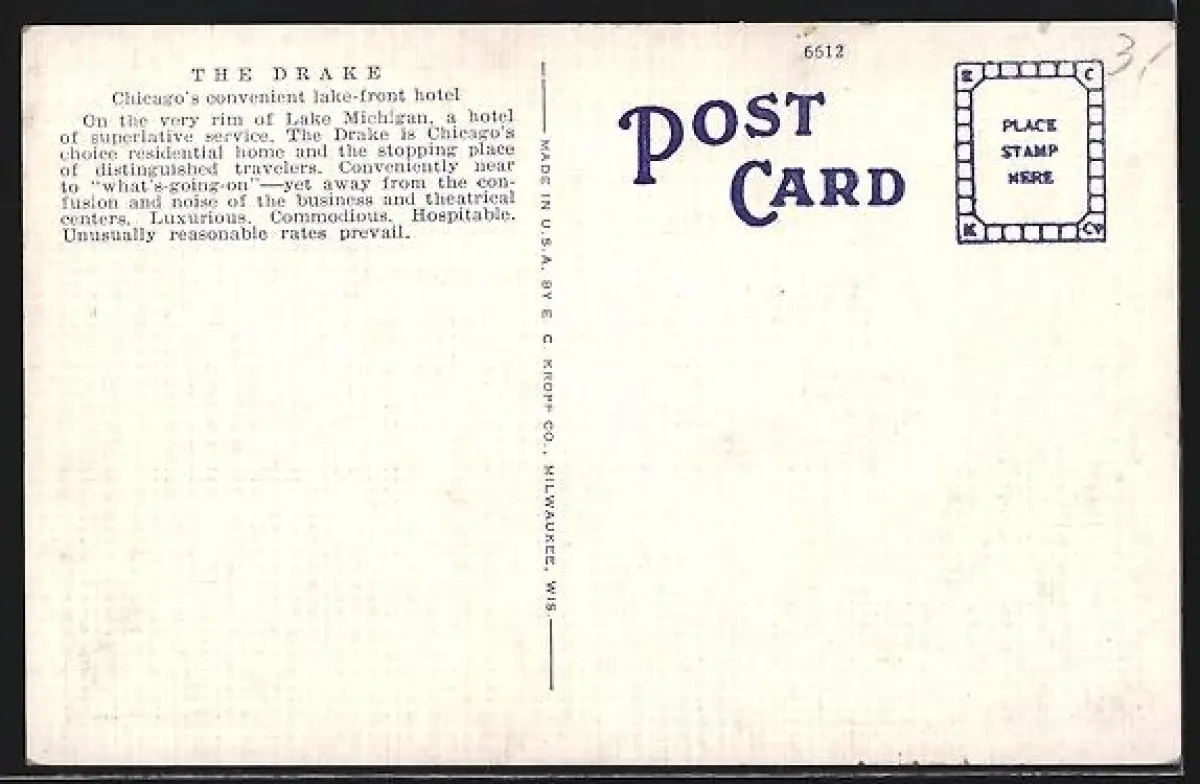 THE DRAKE
Chicago's convenient lake-front hotel
On the very rim of Lake Michigan, a hotel
of superlative service, The Drake is Chicago's
choice residential home and the stopping place
of distinguished travelers. Conveniently near
to "what's-going-on"—yet away from the con-
fusion and noise of the business and theatrical
centers. Luxurious. Commodious. Hospitable.
Unusually reasonable rates prevail.
MADE IN U.S.A. BY E. C. KROPP CO., MILWAUKEE, WIS.
6612
POST
CARD
3,-
E C
PLACE
STAMP
HERE
K Co